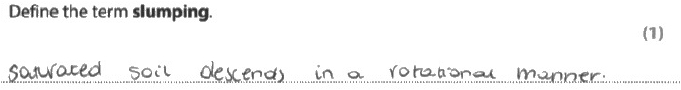 Define the term slumping.
(1)
saturated soil descends in a rotational manner.